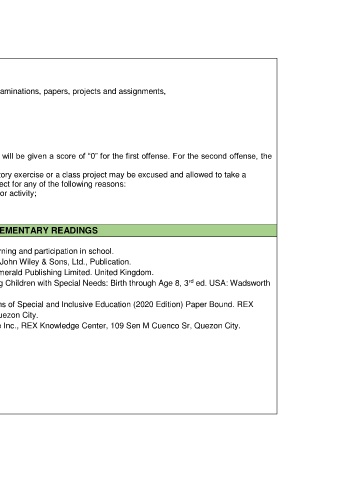 aminations, papers, projects and assignments,
will be given a score of "0" for the first offense. For the second offense, the
tory exercise or a class project may be excused and allowed to take a
ect for any of the following reasons:
or activity;
EMENTARY READINGS
rning and participation in school.
John Wiley & Sons, Ltd., Publication.
merald Publishing Limited. United Kingdom.
g Children with Special Needs: Birth through Age 8, 3rd ed. USA: Wadsworth
ns of Special and Inclusive Education (2020 Edition) Paper Bound. REX
uezon City.
Inc., REX Knowledge Center, 109 Sen M Cuenco Sr, Quezon City.